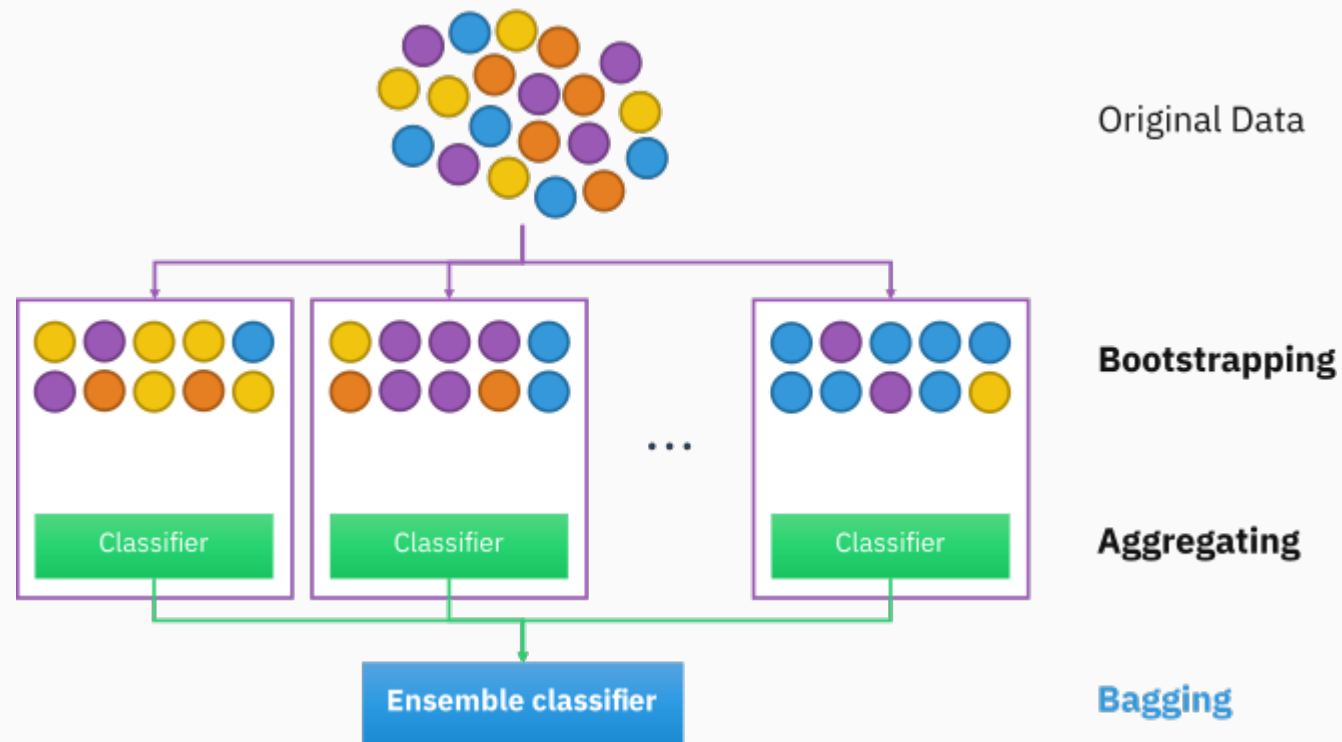 Original Data
Bootstrapping
...
Classifier
Classifier
Classifier
Aggregating
Ensemble classifier
Bagging